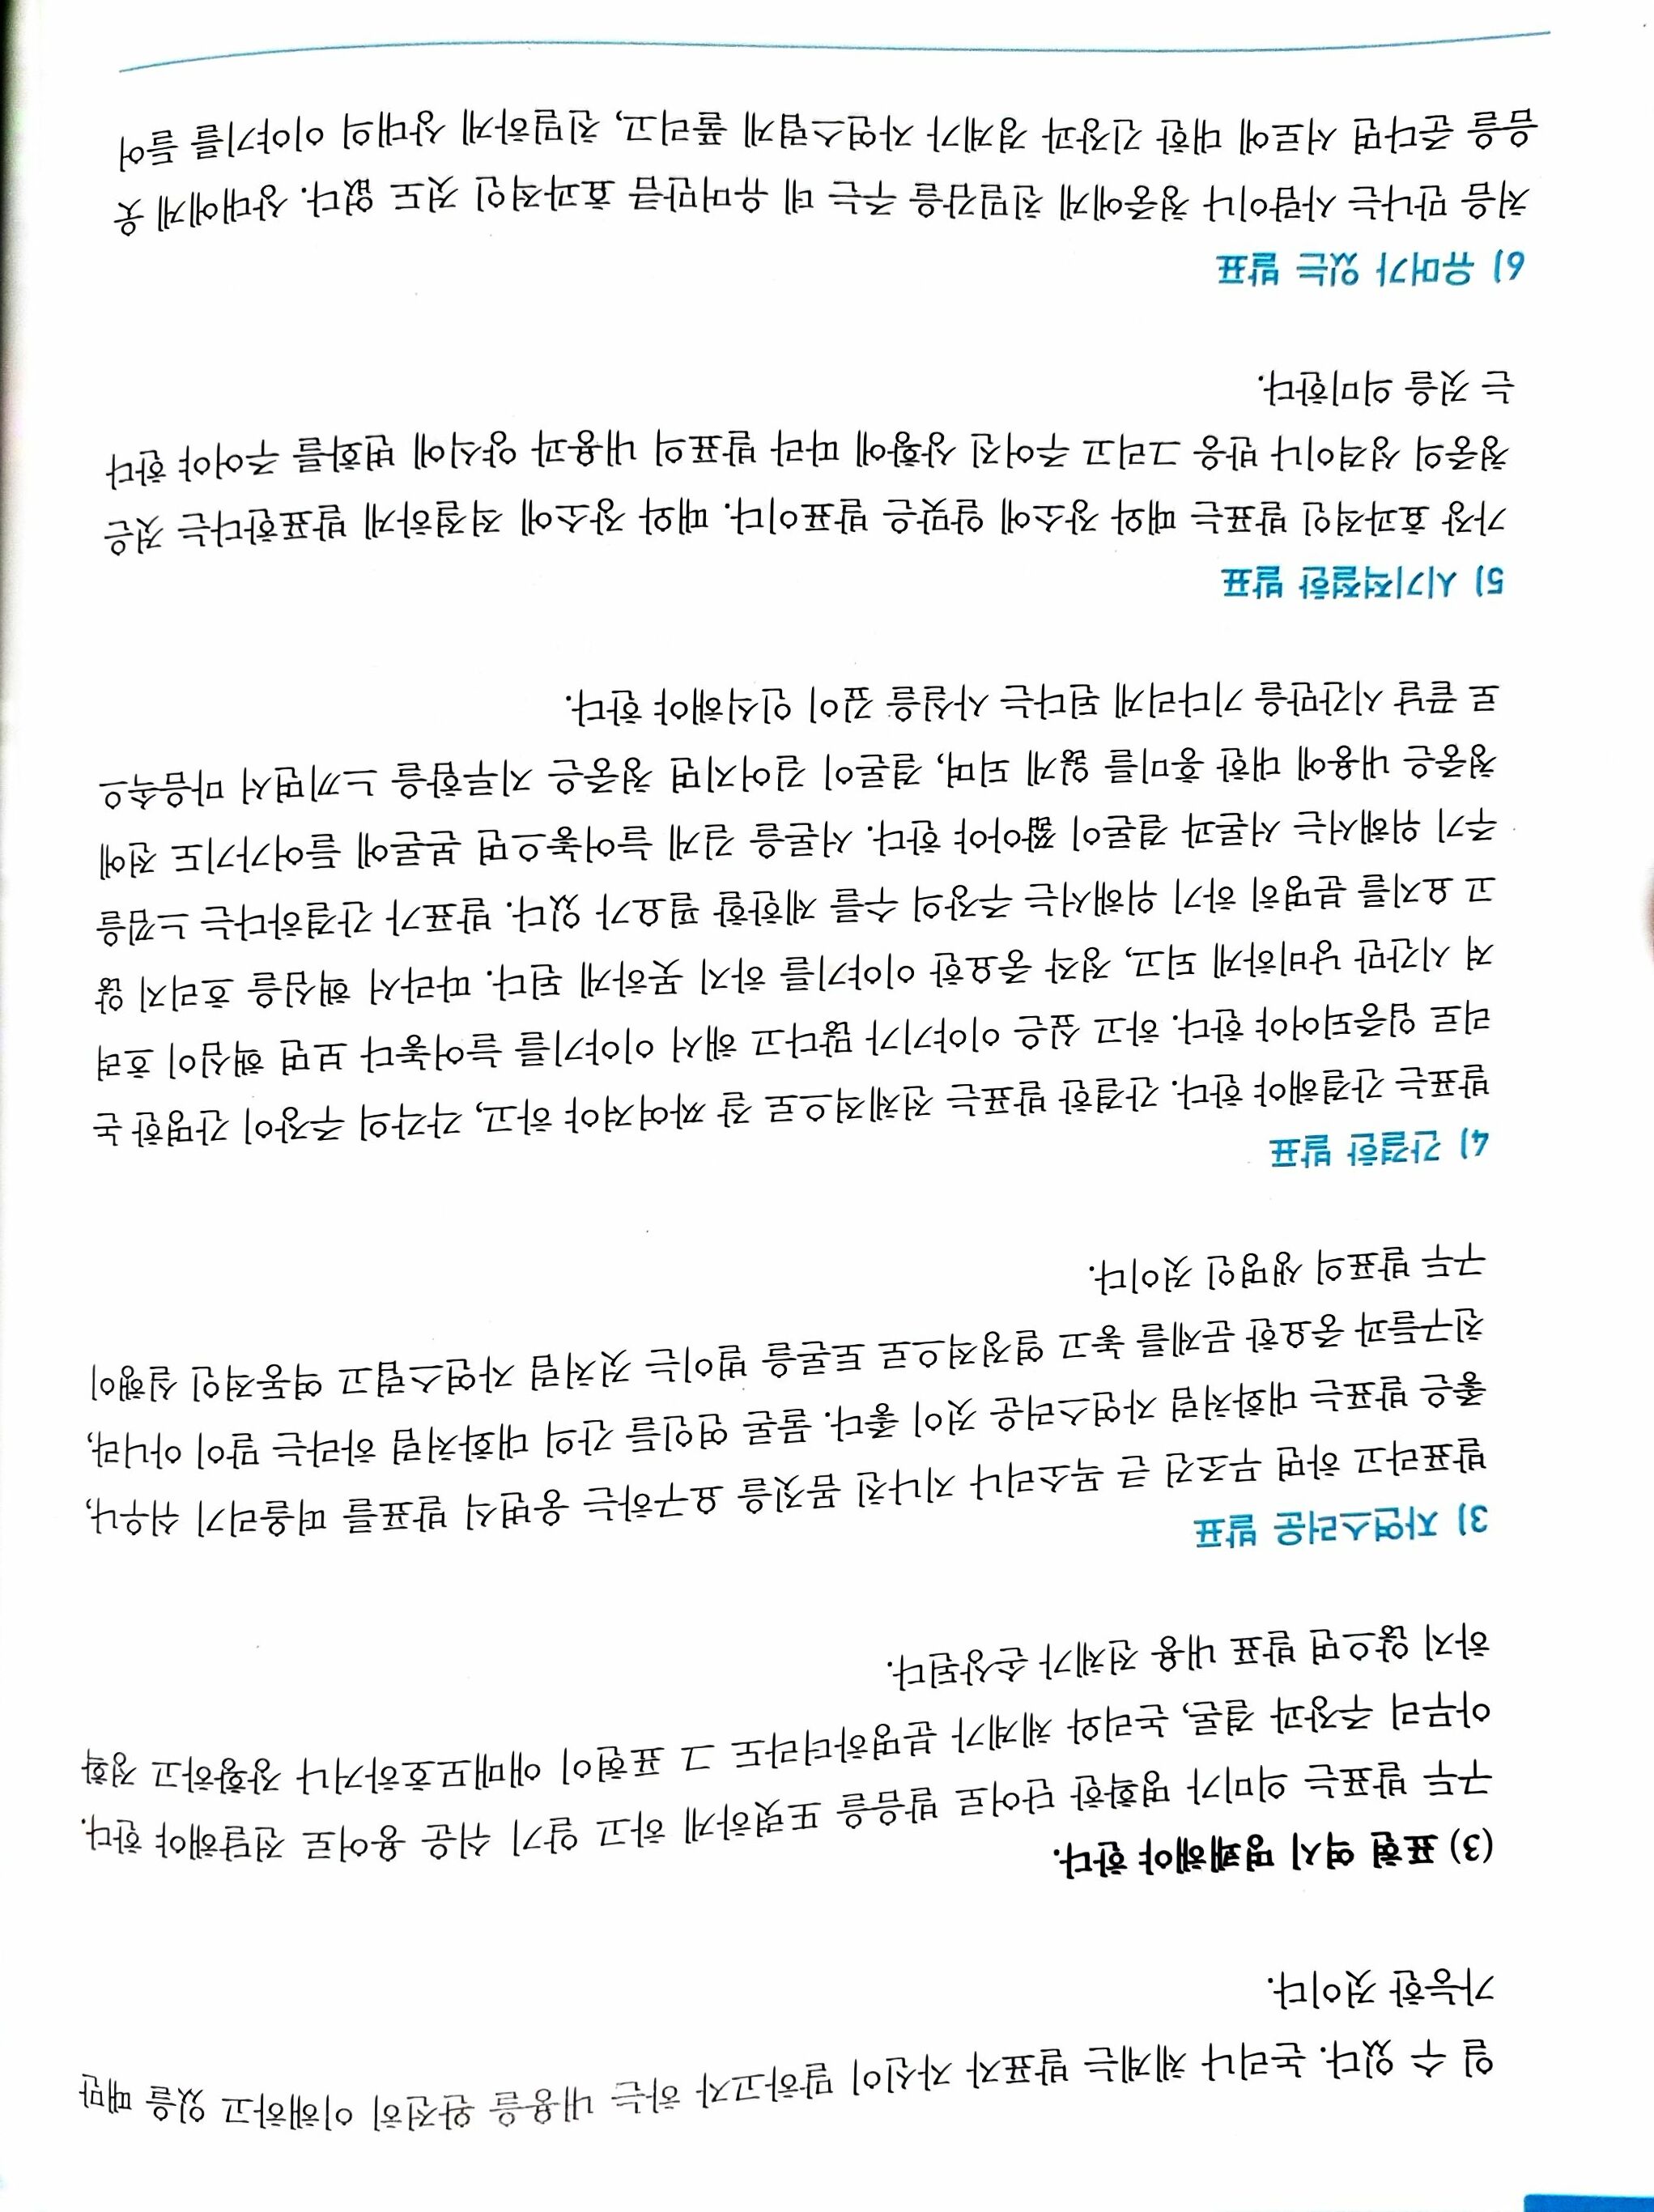 일 수 있다. 논리나 체계는 발표자 자신이 말하고자 하는 내용을 완전히 이해하고 있을 때만
가능한 것이다.
(3) 표현 역시 명쾌해야 한다.
구두 발표는 의미가 명확한 단어로 발음을 또렷하게 하고 알기 쉬운 용어로 전달해야 한다.
아무리 주장과 결론, 논리와 체계가 분명하더라도 그 표현이 애매모호하거나 장황하고 정확
하지 않으면 발표 내용 전체가 손상된다.
3) 자연스러운 발표
발표라고 하면 무조건 큰 목소리나 지나친 몸짓을 요구하는 웅변식 발표를 떠올리기 쉬우나,
좋은 발표는 대화처럼 자연스러운 것이 좋다. 물론 연인들 간의 대화처럼 하라는 말이 아니라,
친구들과 중요한 문제를 놓고 열정적으로 토론을 벌이는 것처럼 자연스럽고 역동적인 실행이
구두 발표의 생명인 것이다.
4) 간결한 발표
발표는 간결해야 한다. 간결한 발표는 전체적으로 잘 짜여져야 하고, 각각의 주장이 간명한 논
리로 입증되어야 한다. 하고 싶은 이야기가 많다고 해서 이야기를 늘어놓다 보면 핵심이 흐려
져 시간만 낭비하게 되고, 정작 중요한 이야기를 하지 못하게 된다. 따라서 핵심을 흐리지 않
고 요지를 분명히 하기 위해서는 주장의 수를 제한할 필요가 있다. 발표가 간결하다는 느낌을
주기 위해서는 서론과 결론이 짧아야 한다. 서론을 길게 늘어놓으면 본론에 들어가기도 전에
청중은 내용에 대한 흥미를 잃게 되며, 결론이 길어지면 청중은 지루함을 느끼면서 마음속으
로 끝날 시간만을 기다리게 된다는 사실을 깊이 인식해야 한다.
5) 시기적절한 발표
가장 효과적인 발표는 때와 장소에 알맞은 발표이다. 때와 장소에 적절하게 발표한다는 것은
청중의 성격이나 반응 그리고 주어진 상황에 따라 발표의 내용과 양식에 변화를 주어야 한다
는 것을 의미한다.
6) 유머가 있는 발표
처음 만나는 사람이나 청중에게 친밀감을 주는 데 유머만큼 효과적인 것도 없다. 상대에게 웃
음을 준다면 서로에 대한 긴장과 경계가 자연스럽게 풀리고, 친밀하게 상대의 이야기를 들어